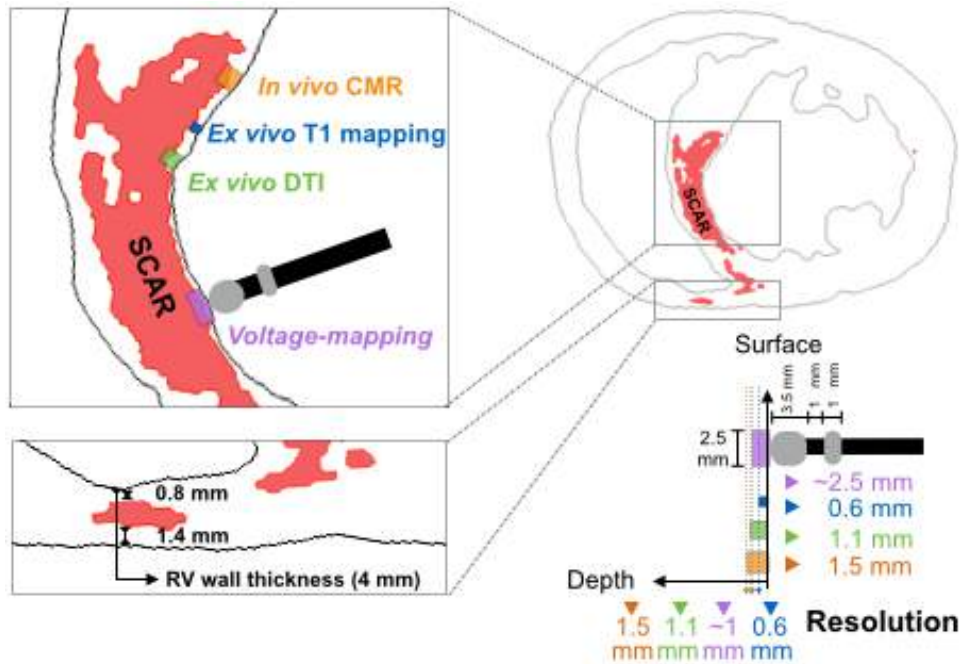 In vivo CMR
Ex vivo T1 mapping
Ex vivo DTI
SCAR
Voltage-mapping
SCAR
0.8 mm
1.4 mm
RV wall thickness (4 mm)
Surface
3.5 mm
1 mm
1 mm
2.5
mm
~2.5 mm
0.6 mm
1.1 mm
1.5 mm
Depth
1.5 1.1 ~1 0.6
mm mm mm mm
Resolution